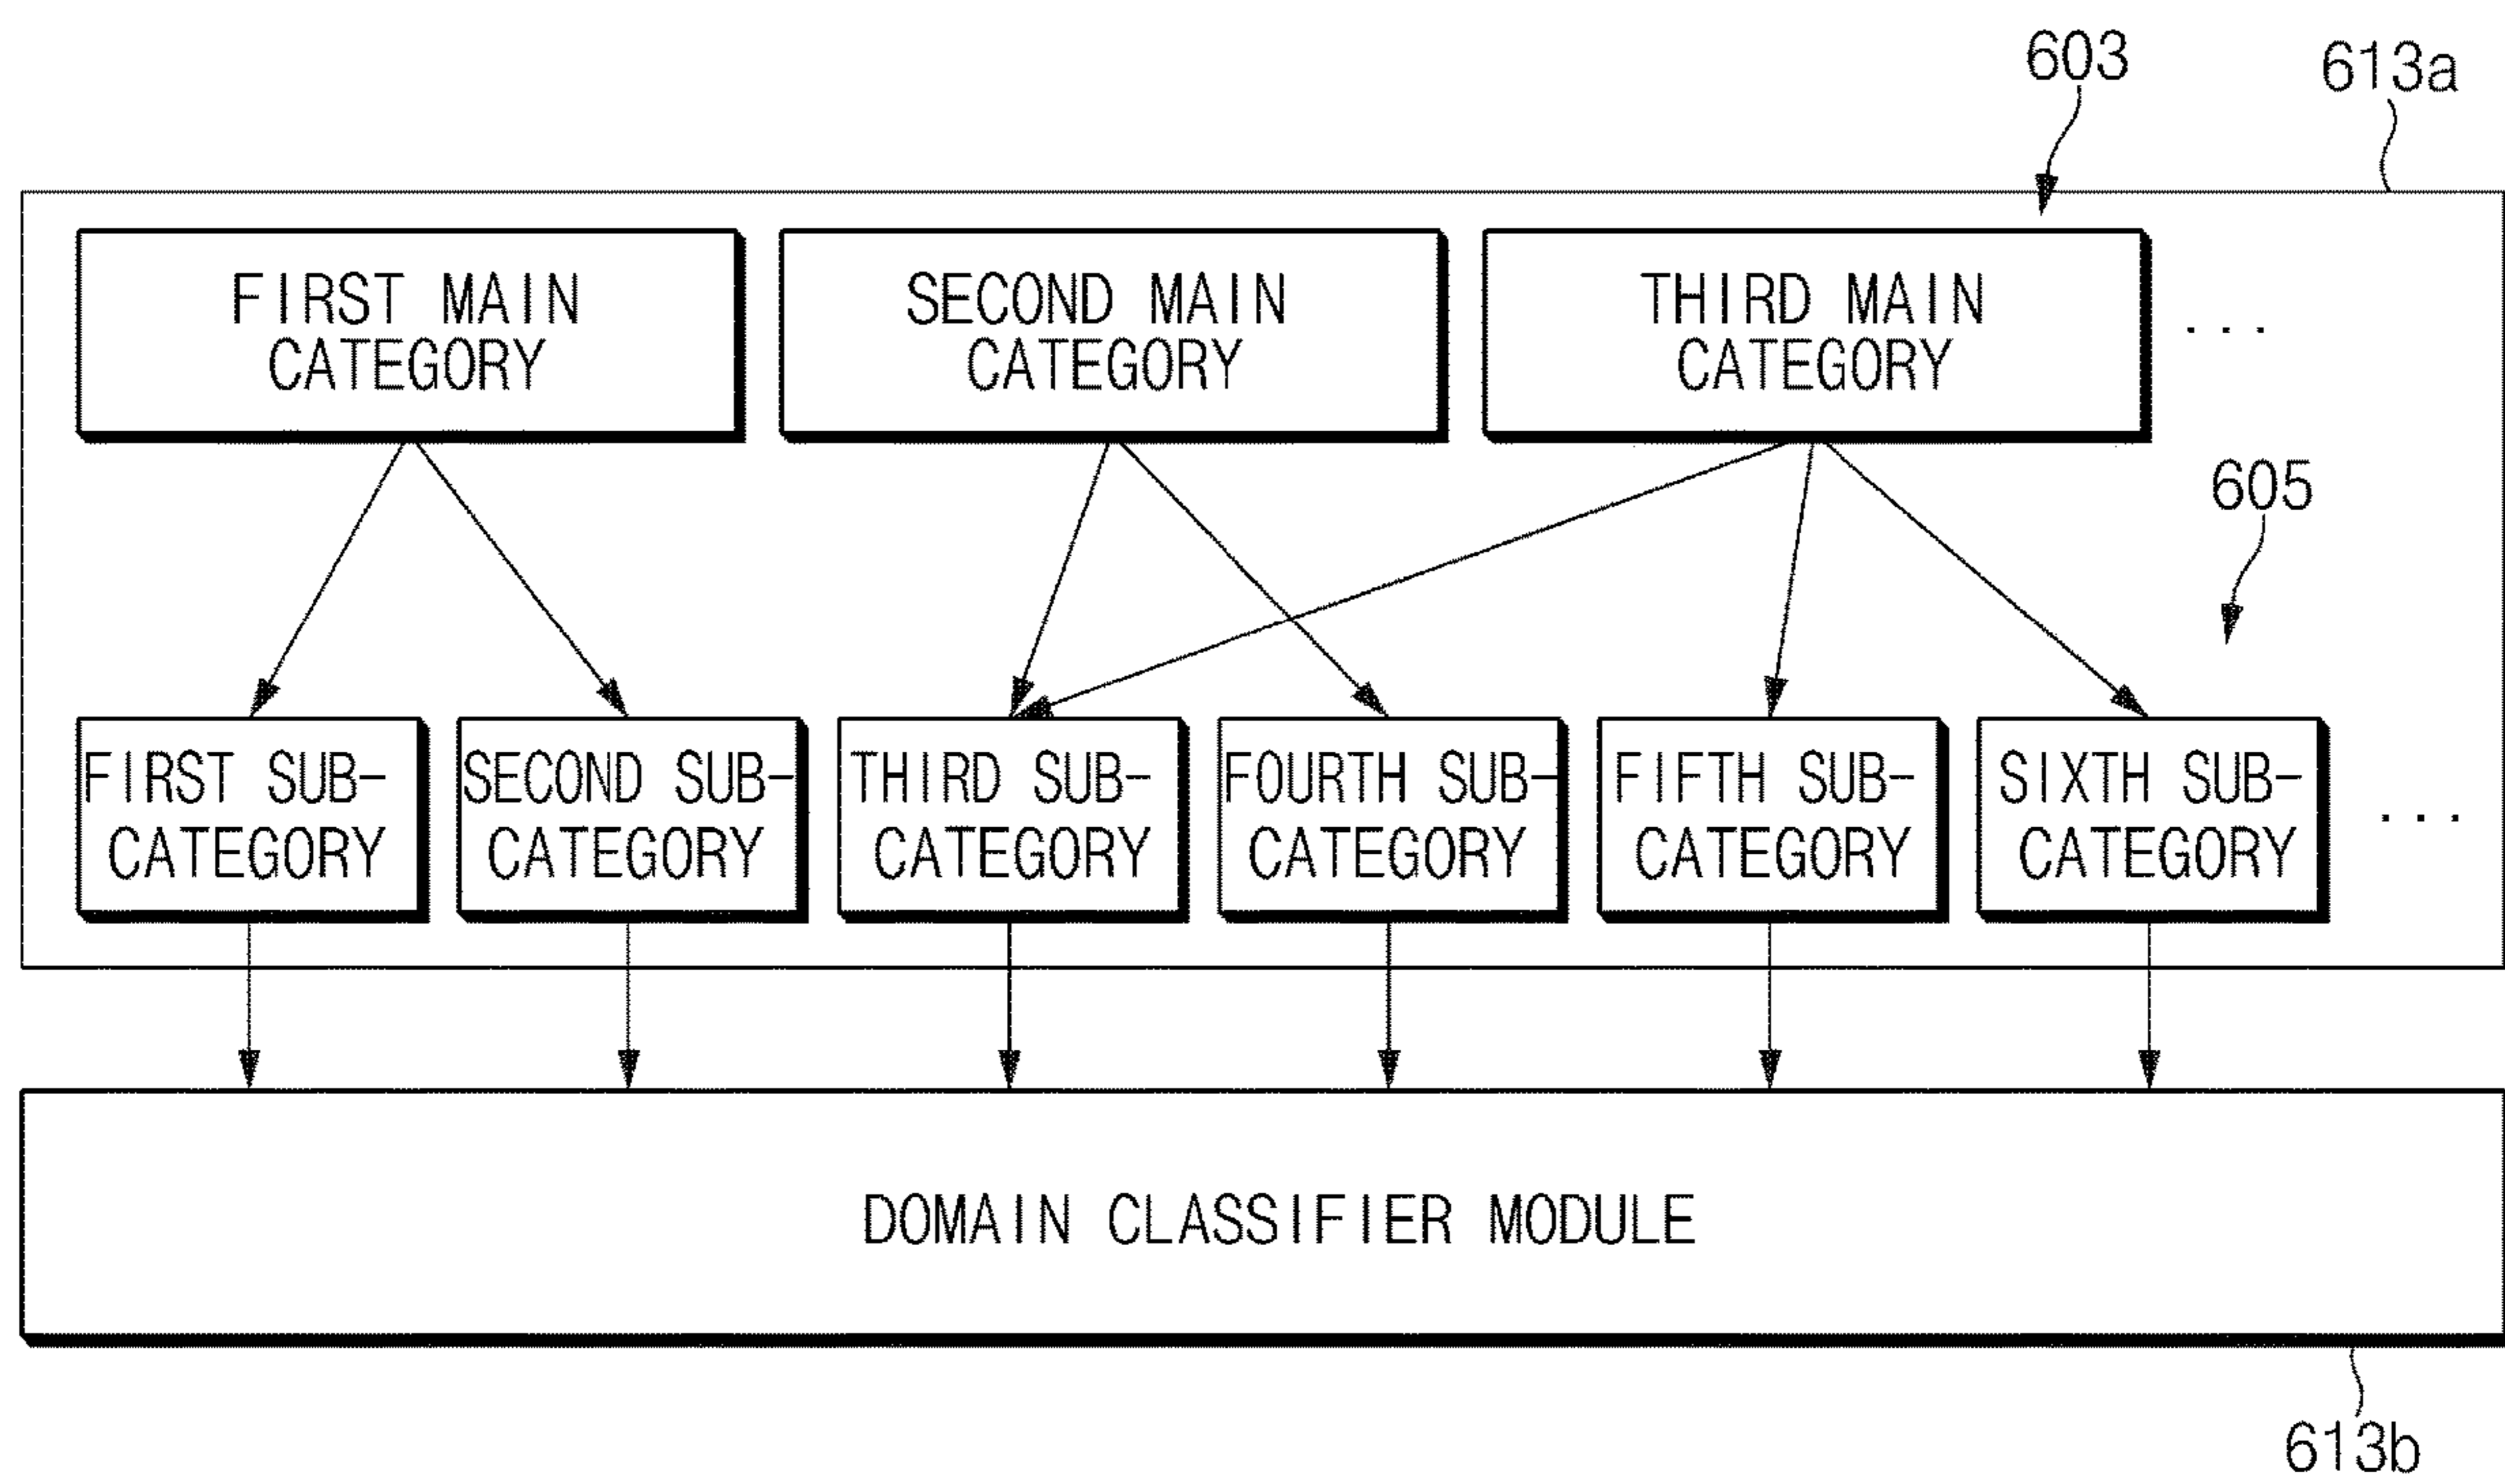 603
613a
FIRST MAIN
CATEGORY
SECOND MAIN
CATEGORY
THIRD MAIN
CATEGORY
...
605
FIRST SUB-
CATEGORY
SECOND SUB-
CATEGORY
THIRD SUB-
CATEGORY
FOURTH SUB-
CATEGORY
FIFTH SUB-
CATEGORY
SIXTH SUB-
CATEGORY
...
DOMAIN CLASSIFIER MODULE
613b